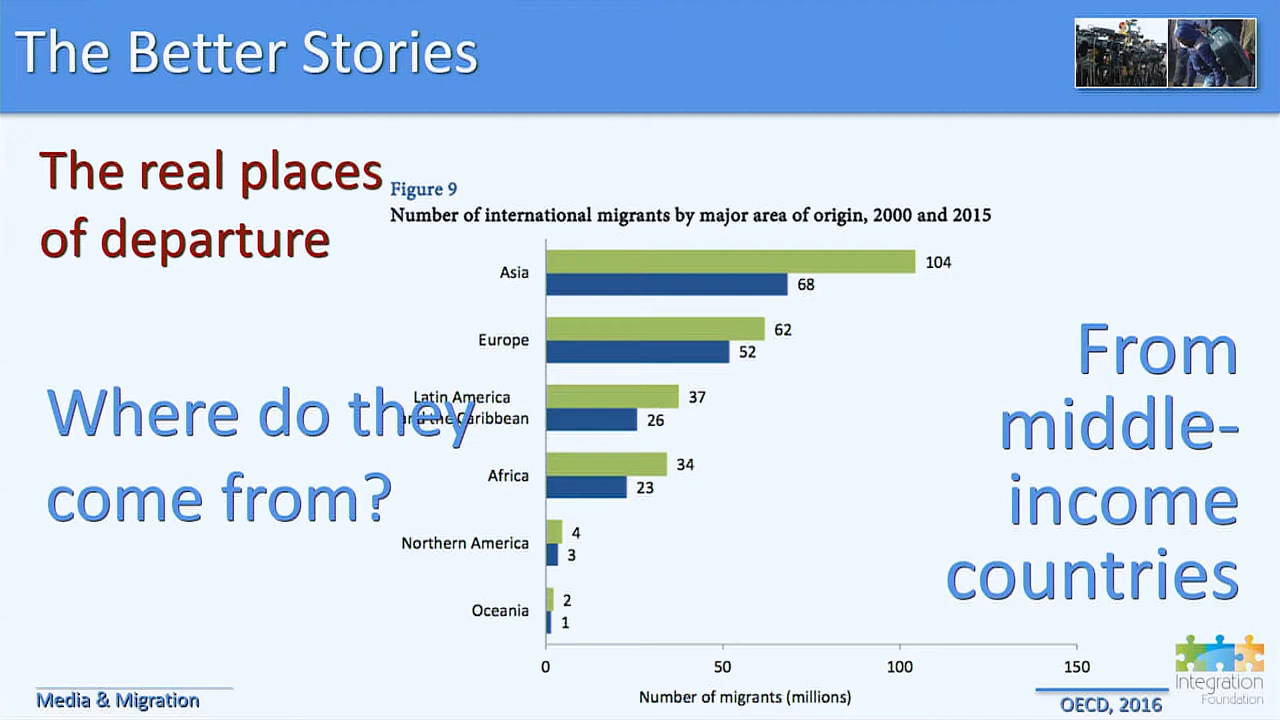 The Better Stories
The real places
of departure
Figure 9
Number of international migrants by major area of origin, 2000 and 2015
Asia
104
68
Europe
62
52
Latin America
and the Caribbean
37
26
Africa
34
23
Northern America
4
3
Oceania
2
1
0 50 100 150
Number of migrants (millions)
Where do they
come from?
From
middle-
income
countries
Media & Migration
OECD, 2016
Integration
Foundation